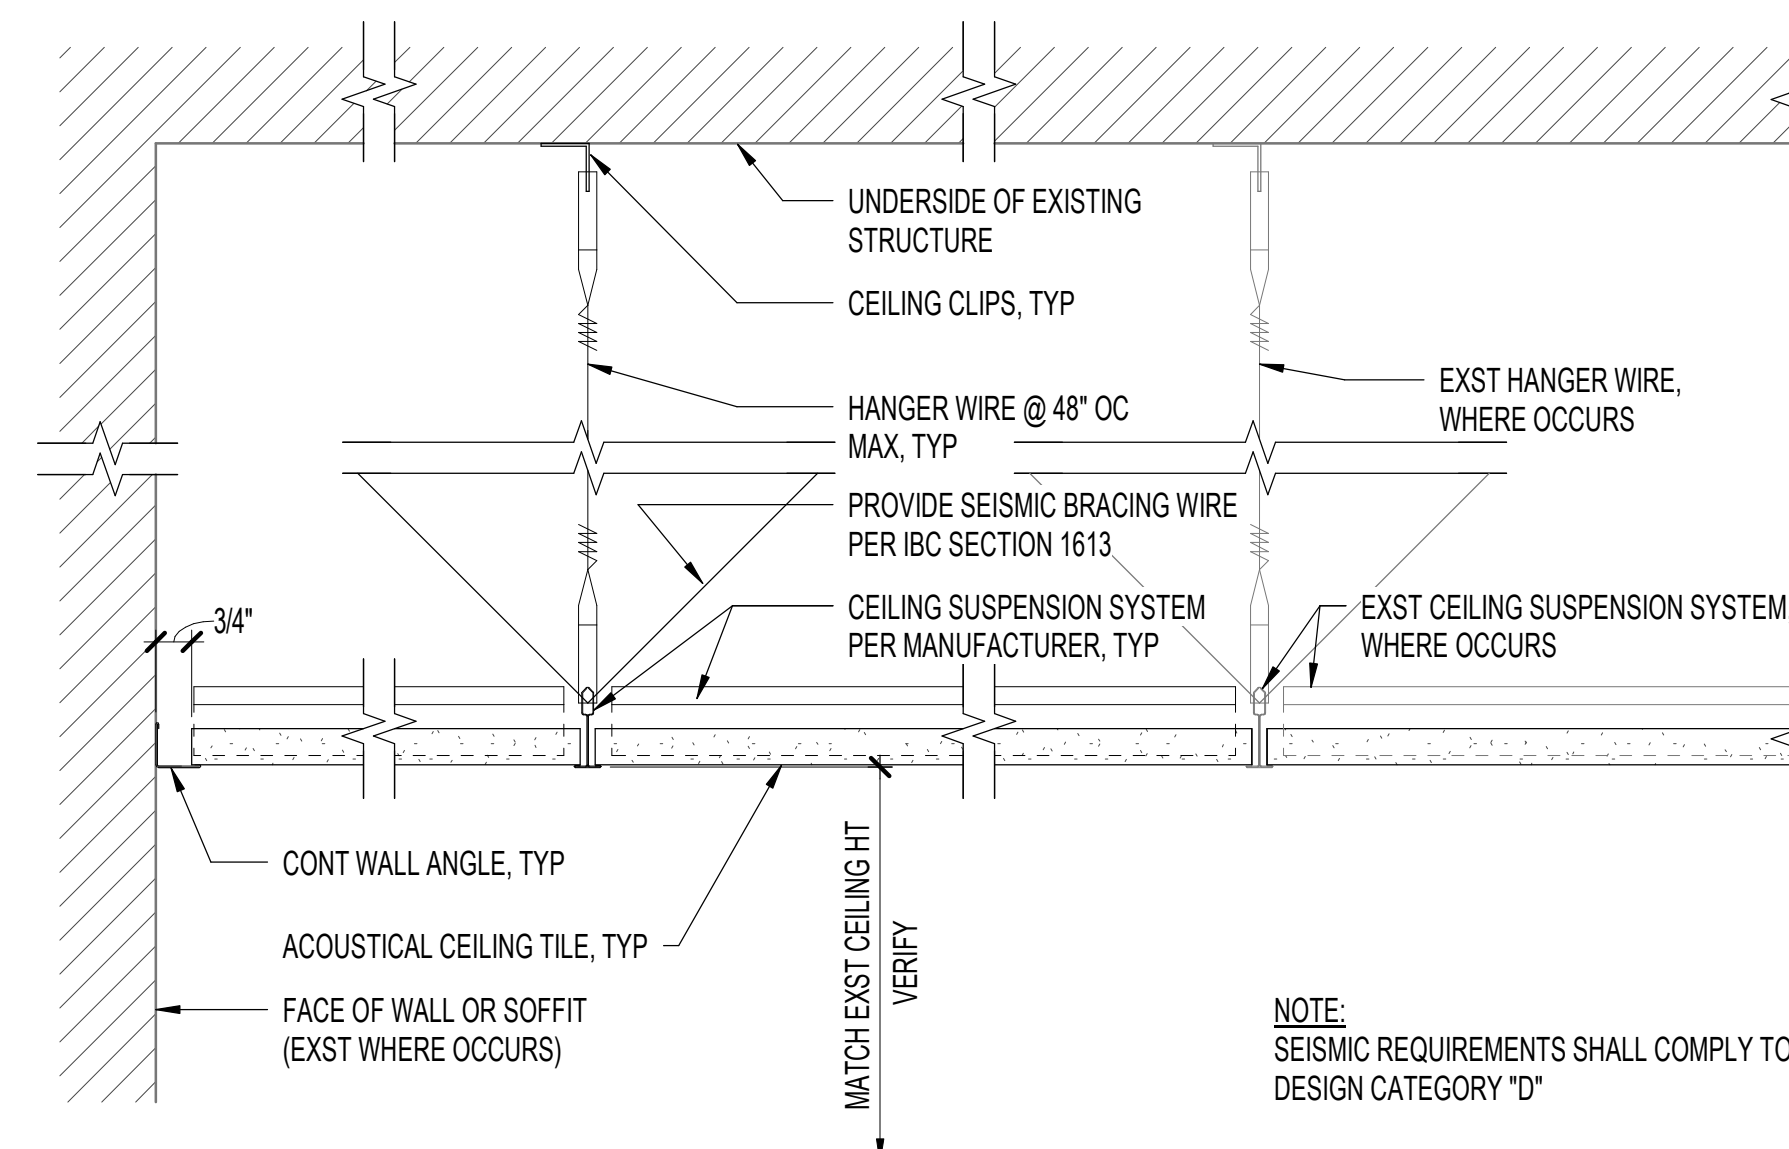 UNDERSIDE OF EXISTING
STRUCTURE
CEILING CLIPS, TYP
HANGER WIRE @ 48" OC
MAX, TYP
EXST HANGER WIRE,
WHERE OCCURS
PROVIDE SEISMIC BRACING WIRE
PER IBC SECTION 1613
CEILING SUSPENSION SYSTEM
PER MANUFACTURER, TYP
EXST CEILING SUSPENSION SYSTEM
WHERE OCCURS
3/4"
CONT WALL ANGLE, TYP
ACOUSTICAL CEILING TILE, TYP
FACE OF WALL OR SOFFIT
(EXST WHERE OCCURS)
MATCH EXST CEILING HT
VERIFY
NOTE:
SEISMIC REQUIREMENTS SHALL COMPLY TO
DESIGN CATEGORY "D"